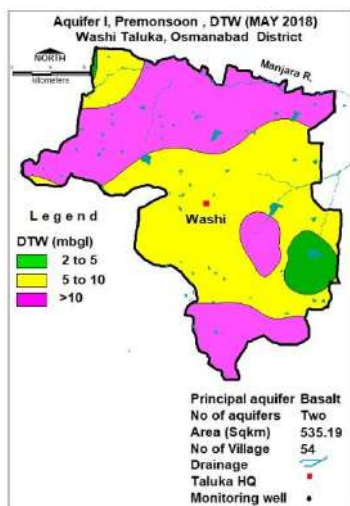 Aquifer I, Premonsoon , DTW (MAY 2018)
Washi Taluka, Osmanabad District
NORTH
kilometers
Manjara R.
Washi
Legend
DTW (mbgl)
2 to 5
5 to 10
>10
Principal aquifer Basalt
No of aquifers Two
Area (Sqkm) 535.19
No of Village 54
Drainage
Taluka HQ
Monitoring well